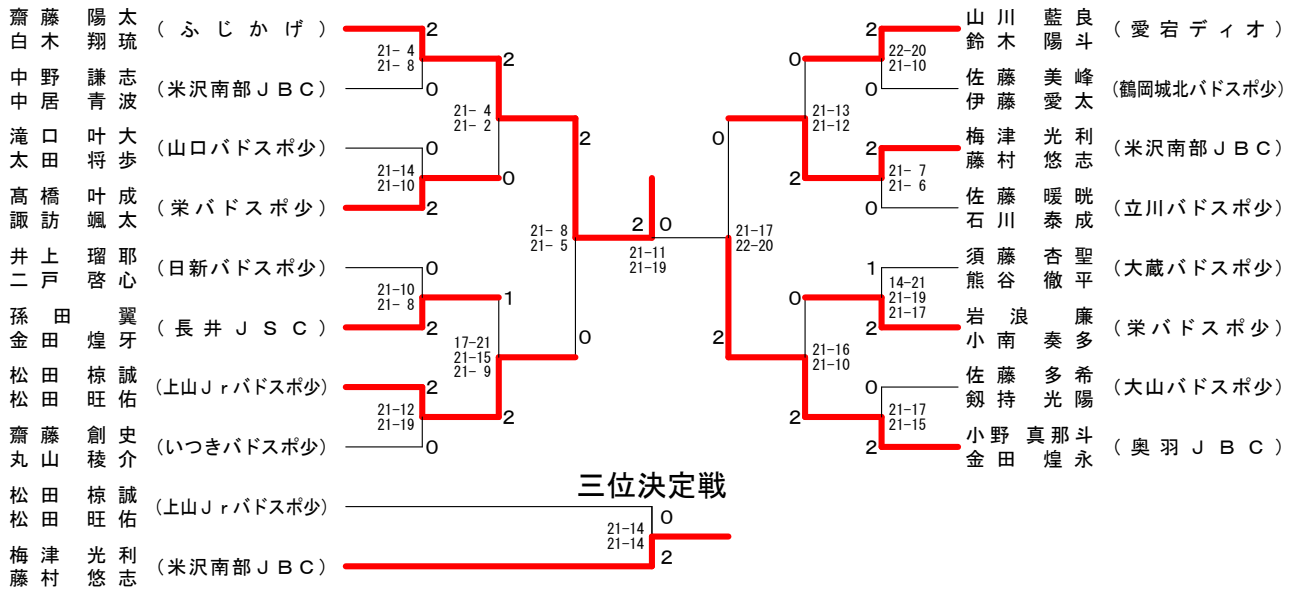 齋藤 陽太
白木 翔琉
(ふじかげ)
2
21- 4
21- 8
中野 謙志
中居 青波
(米沢南部ＪＢＣ)
0
2
21- 4
21- 2
滝口 叶大
太田 将歩
(山口バドスポ少)
0
21-14
21-10
髙橋 叶成
諏訪 颯太
(栄バドスポ少)
2
0
2
21- 8
21- 5
井上 瑠耶
二戸 啓心
(日新バドスポ少)
0
21-10
21- 8
孫田 翼
金田 煌牙
(長井ＪＳＣ)
2
1
17-21
21-15
21- 9
松田 椋誠
松田 旺佑
(上山Ｊｒバドスポ少)
2
21-12
21-19
齋藤 創史
丸山 稜介
(いつきバドスポ少)
0
2
0
2 0
21-11
21-19
山川 藍良
鈴木 陽斗
(愛宕ディオ)
2
22-20
21-10
佐藤 美峰
伊藤 愛太
(鶴岡城北バドスポ少)
0
0
21-13
21-12
梅津 光利
藤村 悠志
(米沢南部ＪＢＣ)
2
21- 7
21- 6
佐藤 暖晄
石川 泰成
(立川バドスポ少)
0
2
0
21-17
22-20
須藤 杏聖
熊谷 徹平
(大蔵バドスポ少)
1
14-21
21-19
21-17
岩浪 廉
小南 奏多
(栄バドスポ少)
2
0
21-16
21-10
佐藤 多希
剱持 光陽
(大山バドスポ少)
0
21-17
21-15
小野 真那斗
金田 煌永
(奥羽ＪＢＣ)
2
2
2
三位決定戦
松田 椋誠
松田 旺佑
(上山Ｊｒバドスポ少)
0
21-14
21-14
梅津 光利
藤村 悠志
(米沢南部ＪＢＣ)
2